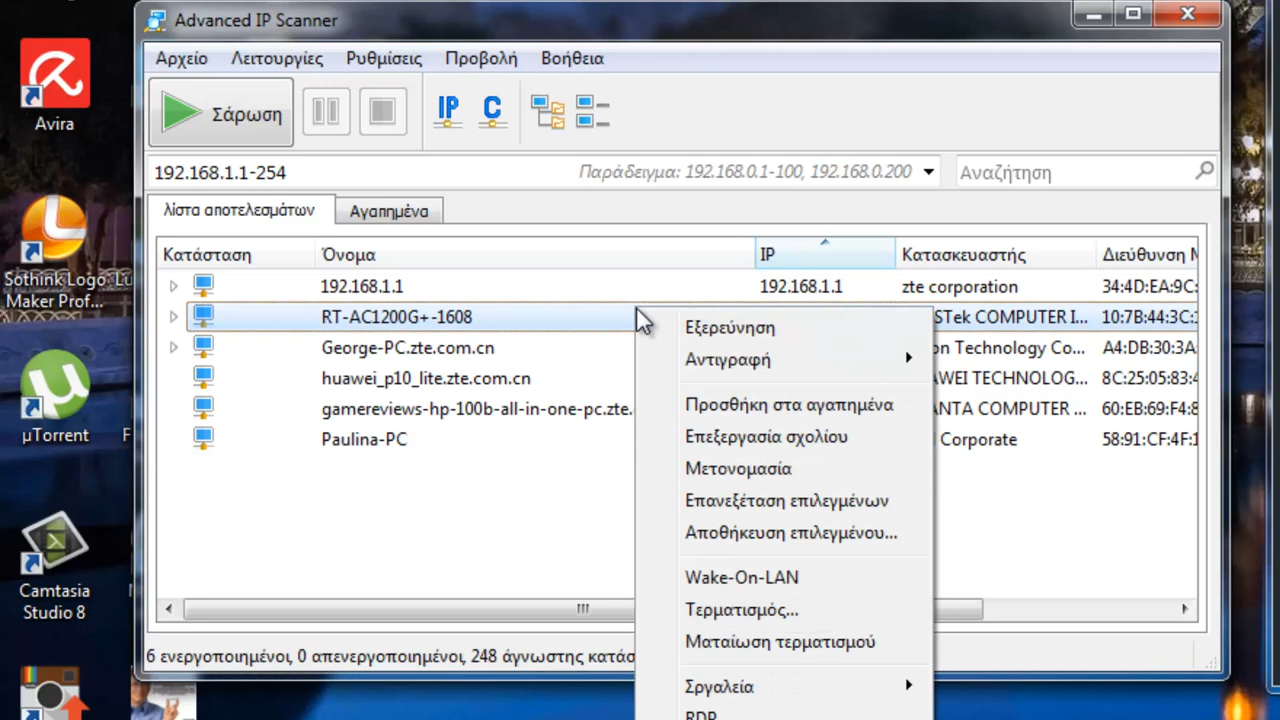 Advanced IP Scanner
Αρχείο Λειτουργίες Ρυθμίσεις Προβολή Βοήθεια
Σάρωση IP C
192.168.1.1-254 Παράδειγμα: 192.168.0.1-100, 192.168.0.200 Αναζήτηση
λίστα αποτελεσμάτων Αγαπημένα
Κατάσταση Όνομα IP Κατασκευαστής Διεύθυνση M
192.168.1.1 192.168.1.1 zte corporation 34:4D:EA:9C:
RT-AC1200G+-1608 STek COMPUTER I... 10:7B:44:3C:
George-PC.zte.com.cn on Technology Co... A4:DB:30:3A:
huawei_p10_lite.zte.com.cn AWEI TECHNOLOG... 8C:25:05:83:4
gamereviews-hp-100b-all-in-one-pc.zte. ANTA COMPUTER ... 60:EB:69:F4:8
Paulina-PC Corporate 58:91:CF:4F:1
Εξερεύνηση
Αντιγραφή
Προσθήκη στα αγαπημένα
Επεξεργασία σχολίου
Μετονομασία
Επανεξέταση επιλεγμένων
Αποθήκευση επιλεγμένου...
Wake-On-LAN
Τερματισμός...
Ματαίωση τερματισμού
Σργαλεία
RDP
6 ενεργοποιημένοι, 0 απενεργοποιημένοι, 248 άγνωστης κατάσ
Avira
Sothink Logo
Maker Prof...
µTorrent
Camtasia
Studio 8